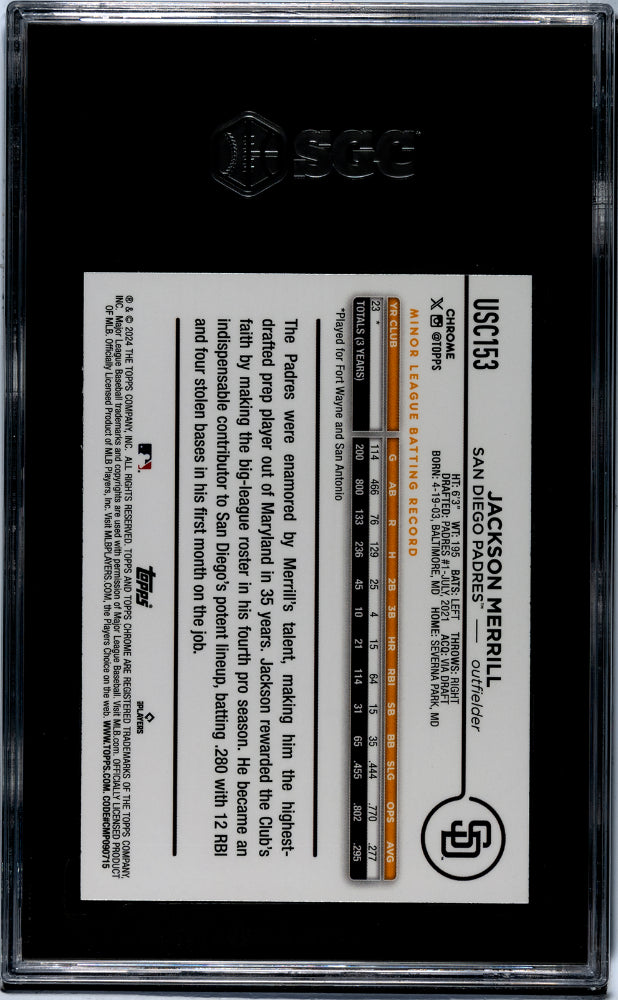 SGC
USC153
JACKSON MERRILL
SAN DIEGO PADRES™ — outfielder
SD
CHROME
@TOPPS
HT: 6'3" WT: 195 BATS: LEFT THROWS: RIGHT
DRAFTED: PADRES #1-JULY, 2021 ACQ: VIA DRAFT
BORN: 4-19-03, BALTIMORE, MD HOME: SEVERNA PARK, MD
MINOR LEAGUE BATTING RECORD
YR CLUB G AB R H 2B 3B HR RBI SB BB SLG OPS AVG
23 * 114 466 76 129 25 4 15 64 15 35 .444 .770 .277
TOTALS (3 YEARS) 200 800 133 236 45 10 21 114 31 65 .455 .802 .295
*Played for Fort Wayne and San Antonio
The Padres were enamored by Merrill's talent, making him the highest-
drafted prep player out of Maryland in 35 years. Jackson rewarded the Club's
faith by making the big-league roster in his fourth pro season. He became an
indispensable contributor to San Diego's potent lineup, batting .280 with 12 RBI
and four stolen bases in his first month on the job.
topps
PLAYERS
® & © 2024 THE TOPPS COMPANY, INC. ALL RIGHTS RESERVED. TOPPS AND TOPPS CHROME ARE REGISTERED TRADEMARKS OF THE TOPPS COMPANY,
INC. Major League Baseball trademarks and copyrights are used with permission of Major League Baseball. Visit MLB.com. OFFICIALLY LICENSED PRODUCT
OF MLB. Officially Licensed Product of MLB Players, Inc. Visit MLBPLAYERS.COM, the Players Choice on the web. WWW.TOPPS.COM. CODE#CMP090715